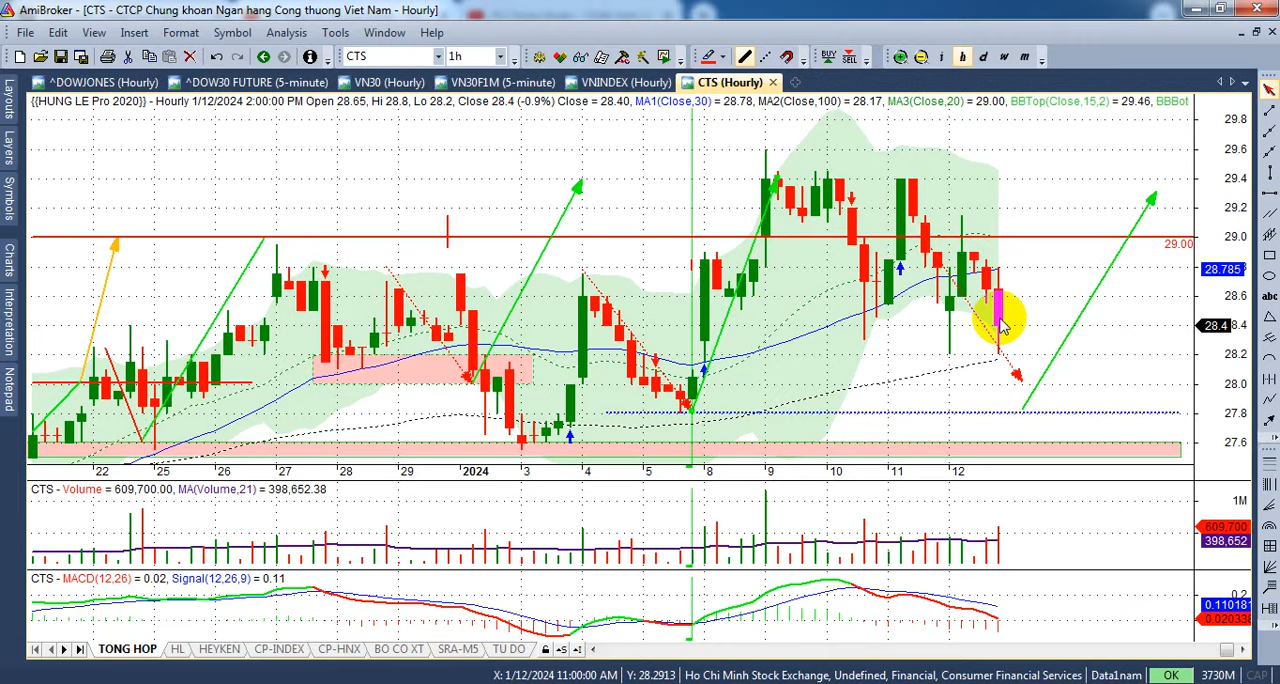 AmiBroker - [CTS - CTCP Chung khoan Ngan hang Cong thuong Viet Nam - Hourly]
File Edit View Insert Format Symbol Analysis Tools Window Help
CTS 1h BUY SELL i h d w m
^DOWJONES (Hourly) ^DOW30 FUTURE (5-minute) VN30 (Hourly) VN30F1M (5-minute) VNINDEX (Hourly) CTS (Hourly)
{{HUNG LE Pro 2020}} - Hourly 1/12/2024 2:00:00 PM Open 28.65, Hi 28.8, Lo 28.2, Close 28.4 (-0.9%) Close = 28.40, MA1(Close,30) = 28.78, MA2(Close,100) = 28.17, MA3(Close,20) = 29.00, BBTop(Close,15,2) = 29.46, BBBot
Layouts
Layers
Symbols
Charts
Interpretation
Notepad
abc
29.8
29.6
29.4
29.2
29.0
29.00
28.785
28.6
28.4
28.2
28.0
27.8
27.6
22 25 26 27 28 29 2024 3 4 5 8 9 10 11 12
CTS - Volume = 609,700.00, MA(Volume,21) = 398,652.38
1M
609,700
398,652
CTS - MACD(12,26) = 0.02, Signal(12,26,9) = 0.11
0.2
0.110181
0.020338
TONG HOP HL HEYKEN CP-INDEX CP-HNX BO CO XT SRA-M5 TU DO
X: 1/12/2024 11:00:00 AM Y: 28.2913 Ho Chi Minh Stock Exchange, Undefined, Financial, Consumer Financial Services Data1nam OK 3730M CAP